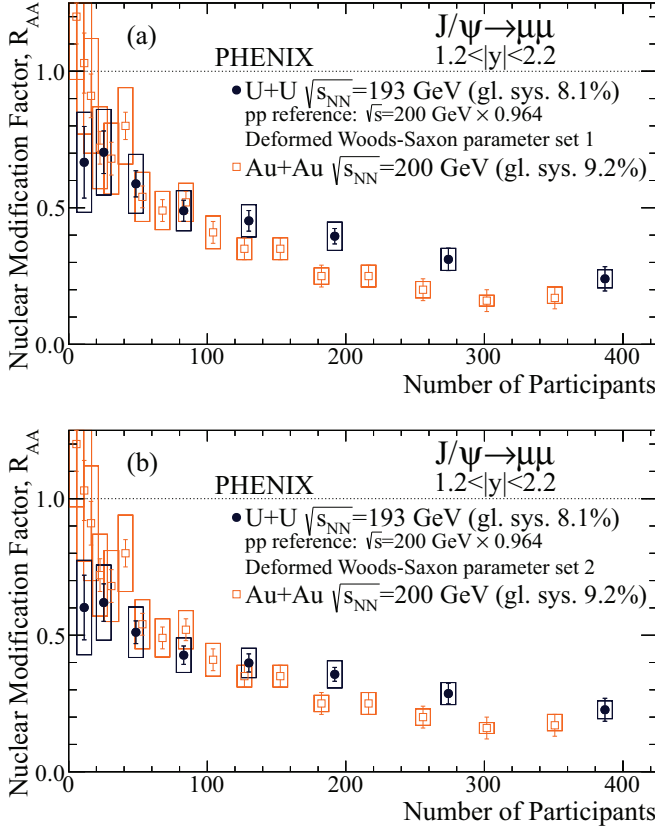 (a)
J/ψ→μμ
PHENIX
1.2<|y|<2.2
U+U √sNN=193 GeV (gl. sys. 8.1%)
pp reference: √s=200 GeV × 0.964
Deformed Woods-Saxon parameter set 1
Au+Au √sNN=200 GeV (gl. sys. 9.2%)
Nuclear Modification Factor, RAA
1.0
0.5
0.0
0 100 200 300 400
Number of Participants
(b)
J/ψ→μμ
PHENIX
1.2<|y|<2.2
U+U √sNN=193 GeV (gl. sys. 8.1%)
pp reference: √s=200 GeV × 0.964
Deformed Woods-Saxon parameter set 2
Au+Au √sNN=200 GeV (gl. sys. 9.2%)
Nuclear Modification Factor, RAA
1.0
0.5
0.0
0 100 200 300 400
Number of Participants